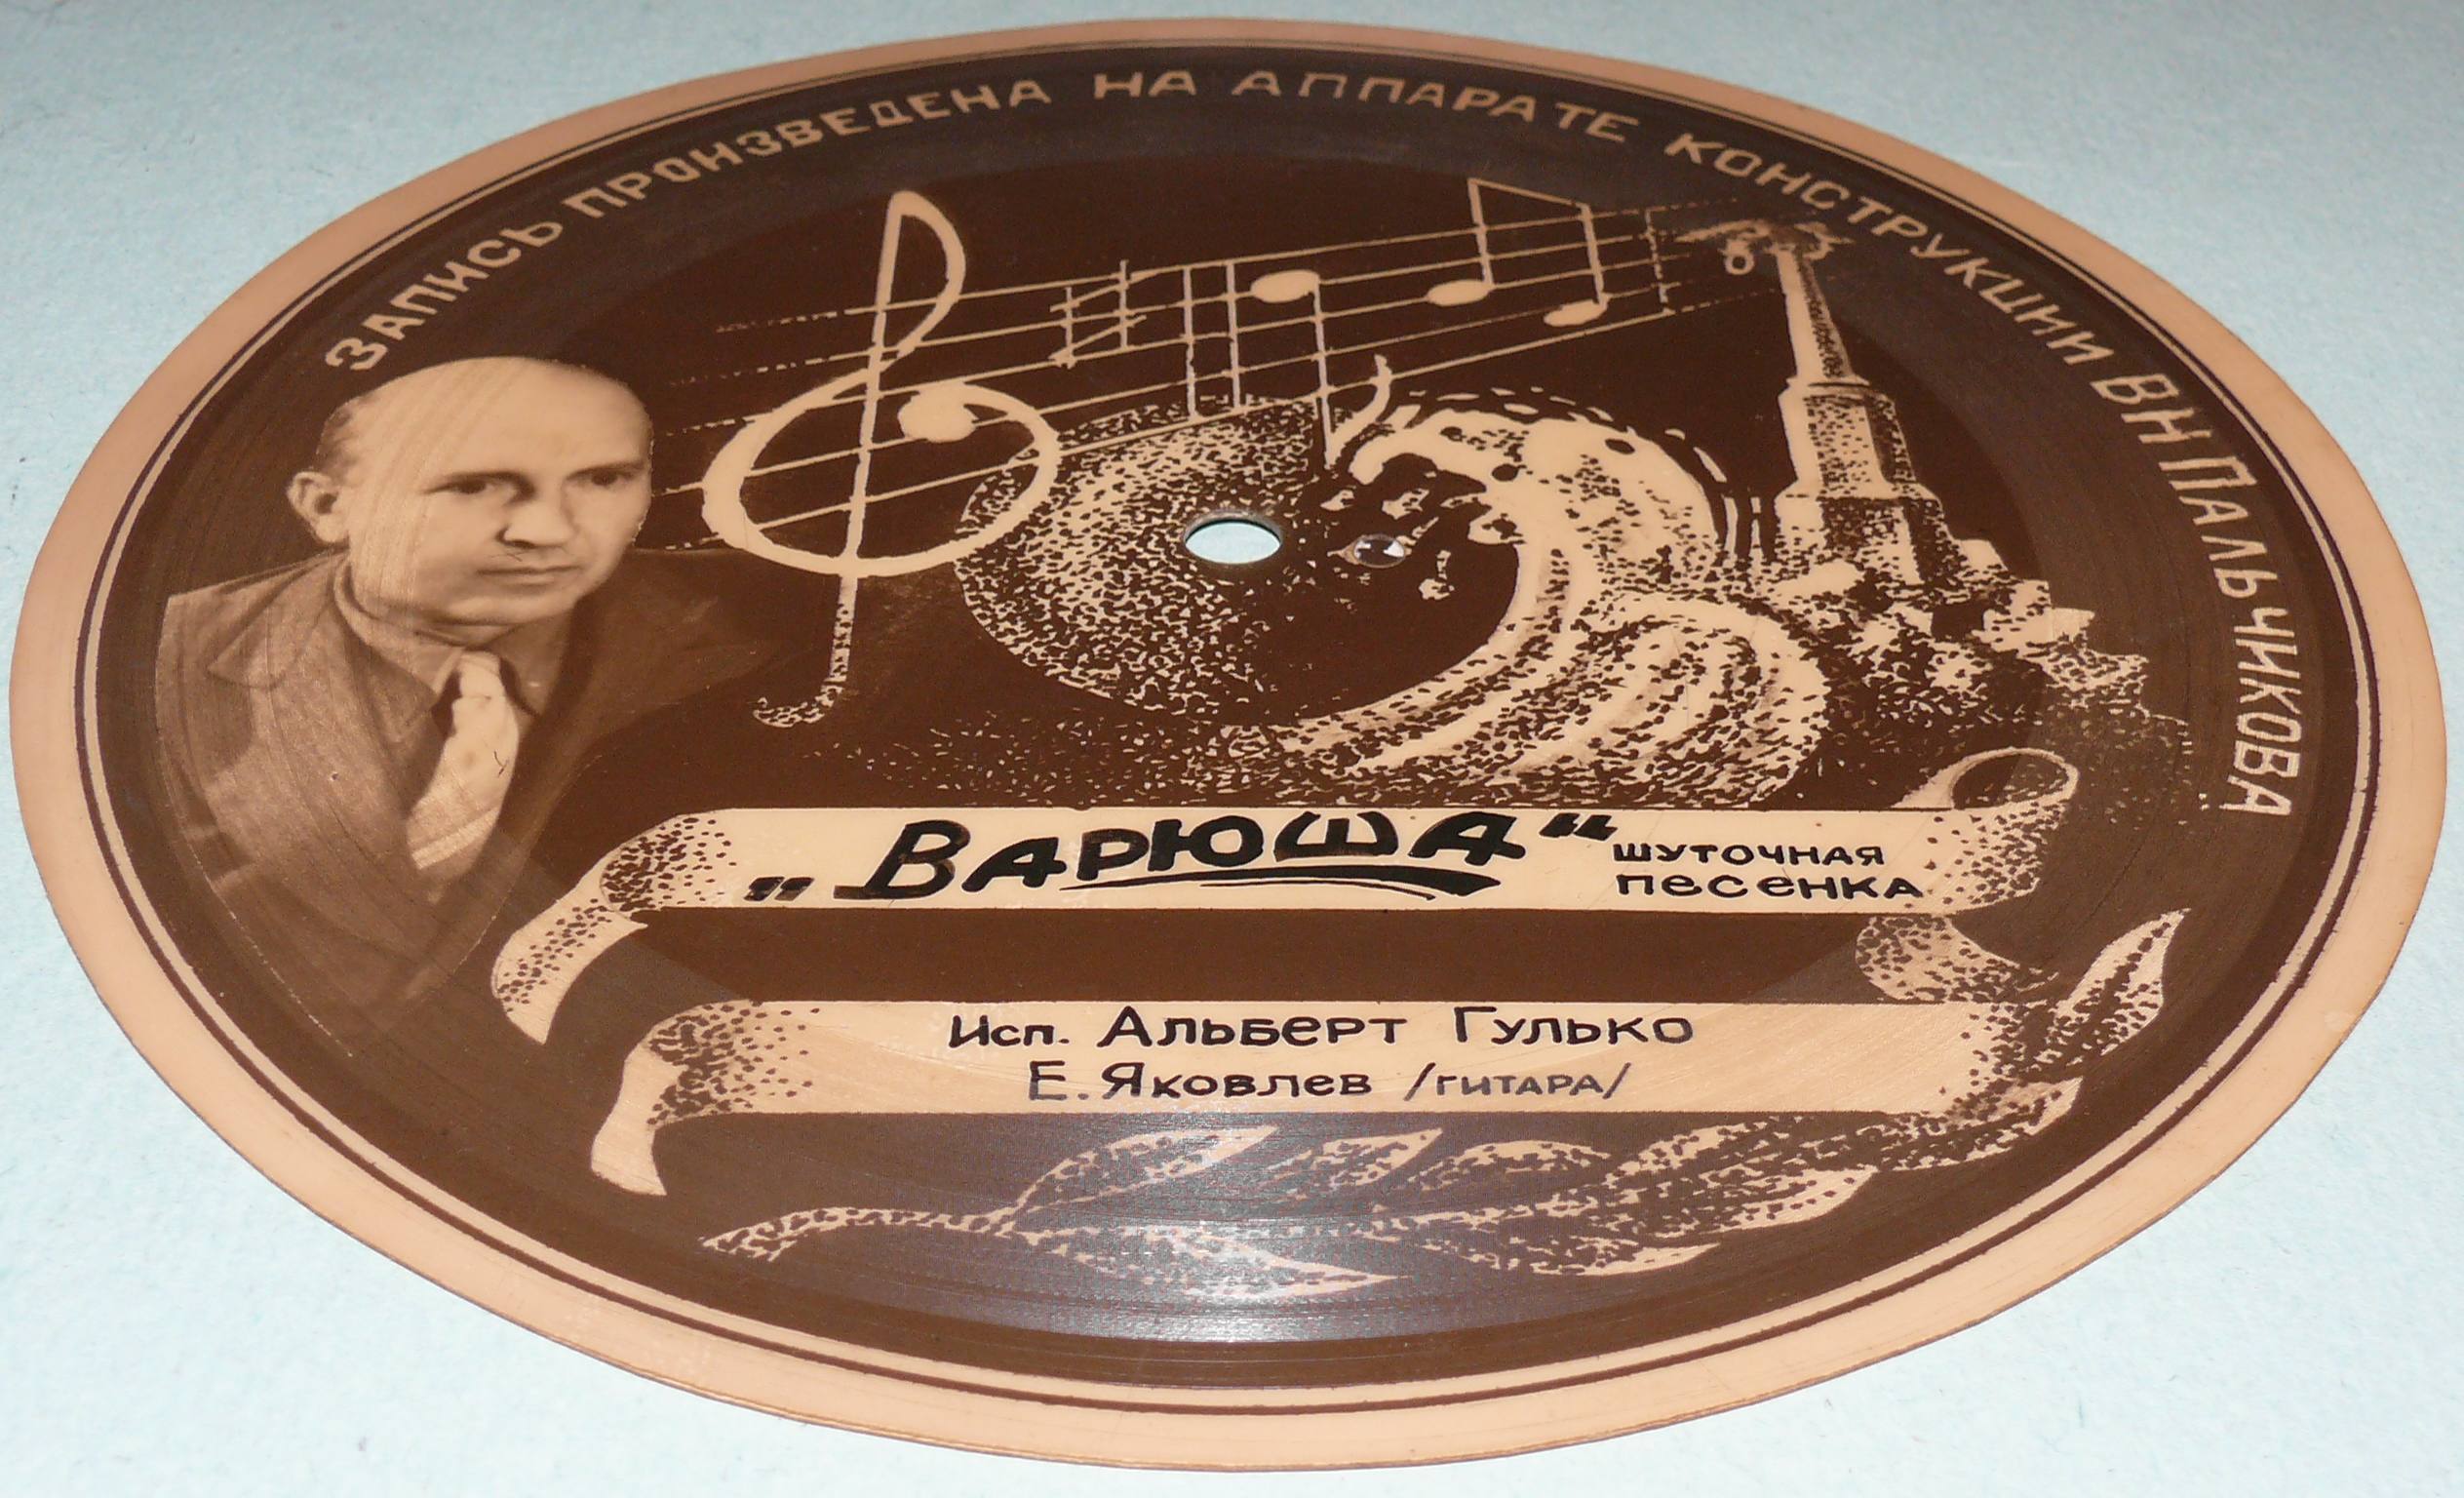 ЗАПИСЬ ПРОИЗВЕДЕНА НА АППАРАТЕ КОНСТРУКЦИИ ВН ПАЛЬЧИКОВА
„ВАРЮША“ ШУТОЧНАЯ
ПЕСЕНКА
Исп. Альберт Гулько
Е. Яковлев /гитара/